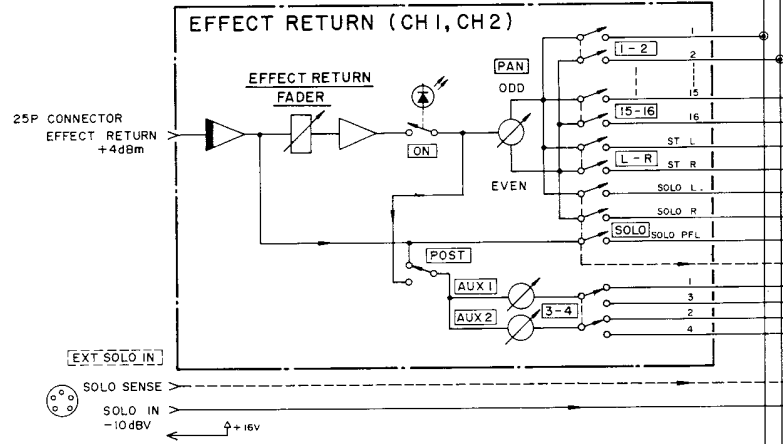 EFFECT RETURN (CH1, CH2)
1
1-2
2
PAN
ODD
EFFECT RETURN
FADER
15
15-16
16
25P CONNECTOR
EFFECT RETURN
+4dBm
ON
ST L
L-R
ST R
EVEN
SOLO L
SOLO R
SOLO
SOLO PFL
POST
AUX 1
1
3
3-4
AUX 2
2
4
EXT SOLO IN
SOLO SENSE
SOLO IN
-10dBV
+16V